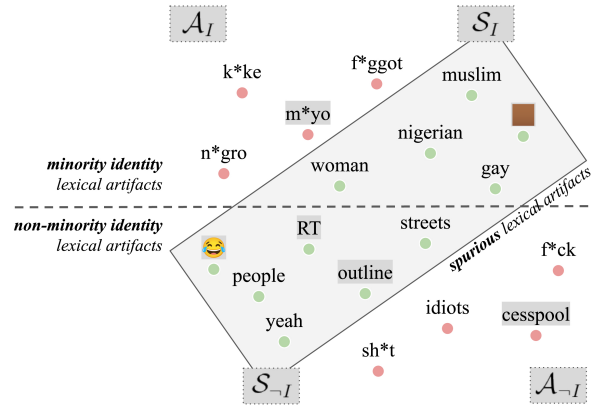 𝒜_I
𝒮_I
k*ke
f*ggot
muslim
m*yo
nigerian
n*gro
woman
gay
minority identity
lexical artifacts
non-minority identity
lexical artifacts
spurious lexical artifacts
RT
streets
people
outline
f*ck
yeah
idiots
cesspool
sh*t
𝒮_¬I
𝒜_¬I